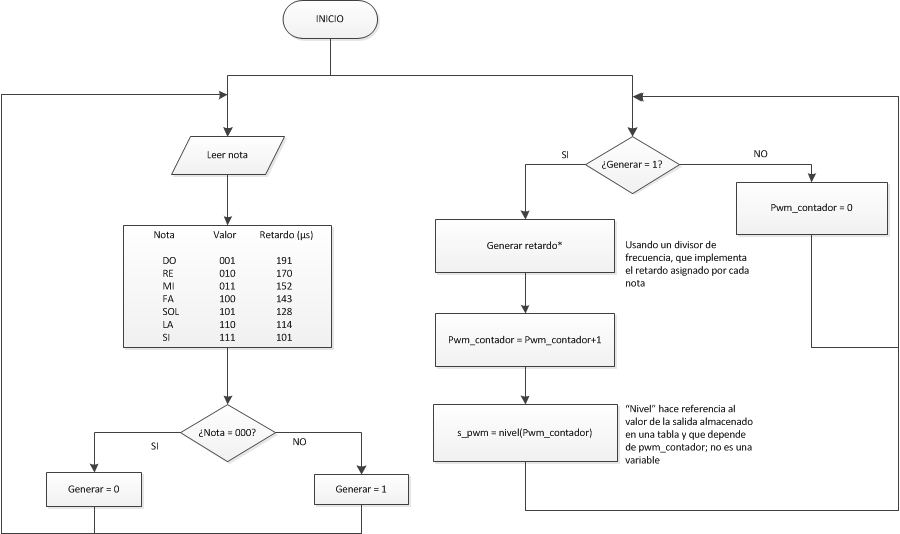 INICIO
Leer nota
Nota Valor Retardo (µs)
DO 001 191
RE 010 170
MI 011 152
FA 100 143
SOL 101 128
LA 110 114
SI 111 101
¿Nota = 000?
SI
NO
Generar = 0
Generar = 1
¿Generar = 1?
SI
NO
Pwm_contador = 0
Generar retardo*
Usando un divisor de
frecuencia, que implementa
el retardo asignado por cada
nota
Pwm_contador = Pwm_contador+1
s_pwm = nivel(Pwm_contador)
“Nivel” hace referencia al
valor de la salida almacenado
en una tabla y que depende
de pwm_contador; no es una
variable